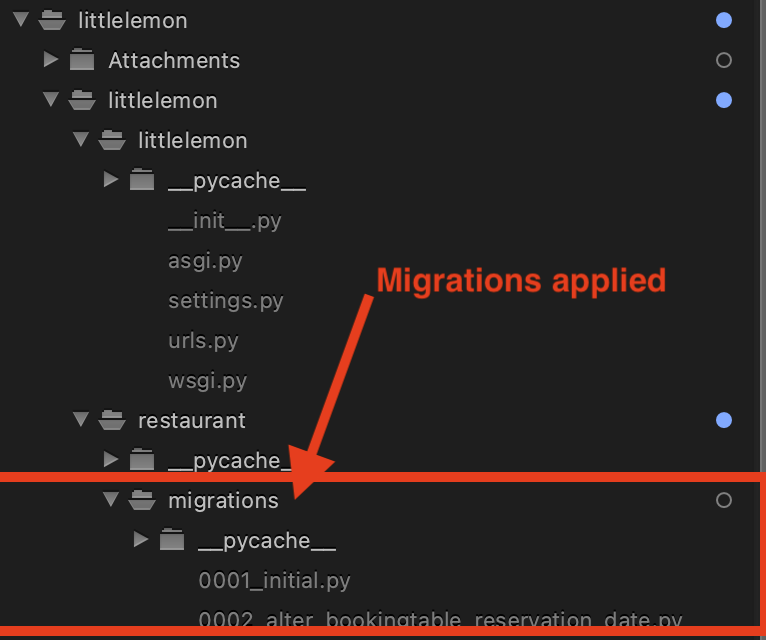 littlelemon
Attachments
littlelemon
littlelemon
__pycache__
__init__.py
asgi.py
Migrations applied
settings.py
urls.py
wsgi.py
restaurant
__pycache_
migrations
__pycache__
0001_initial.py
0002_alter_bookingtable_reservation_date.py